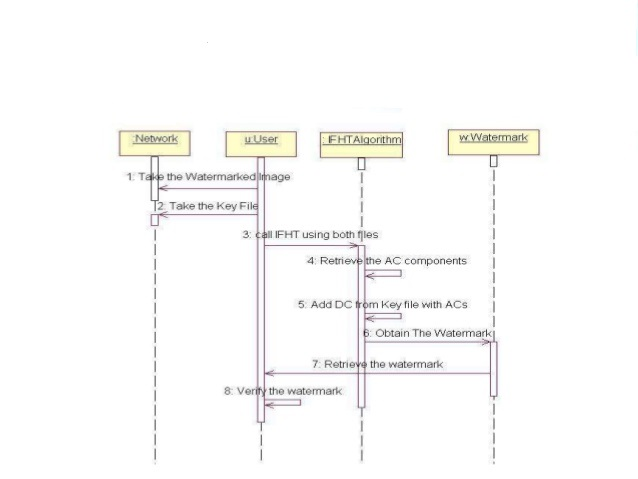 :Network
u:User
: IFHTAlgorithm
w:Watermark
1: Take the Watermarked Image
2: Take the Key File
3: call IFHT using both files
4: Retrieve the AC components
5: Add DC from Key file with ACs
6: Obtain The Watermark
7: Retrieve the watermark
8: Verify the watermark